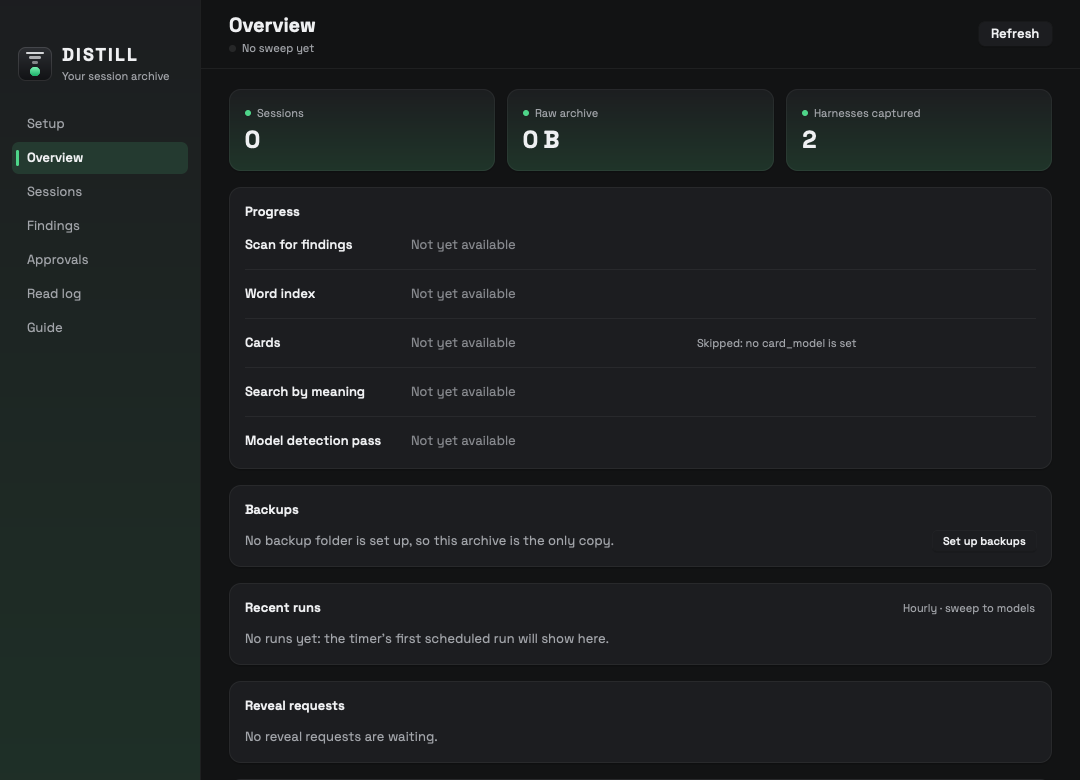 DISTILL
Your session archive
Setup
Overview
Sessions
Findings
Approvals
Read log
Guide
Overview
No sweep yet
Refresh
Sessions
0
Raw archive
0 B
Harnesses captured
2
Progress
Scan for findings Not yet available
Word index Not yet available
Cards Not yet available Skipped: no card_model is set
Search by meaning Not yet available
Model detection pass Not yet available
Backups
No backup folder is set up, so this archive is the only copy. Set up backups
Recent runs Hourly · sweep to models
No runs yet: the timer's first scheduled run will show here.
Reveal requests
No reveal requests are waiting.